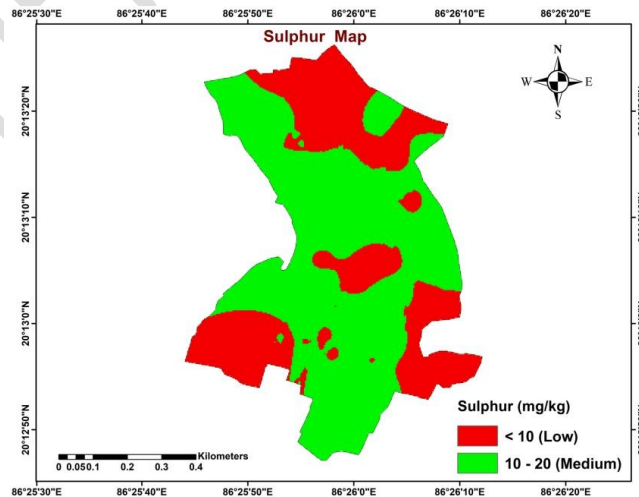 86°25'30"E 86°25'40"E 86°25'50"E 86°26'0"E 86°26'10"E 86°26'20"E
Sulphur Map
N
W E
S
20°13'20"N
20°13'10"N
20°13'0"N
20°12'50"N
Sulphur (mg/kg)
< 10 (Low)
10 - 20 (Medium)
Kilometers
0 0.050.1 0.2 0.3 0.4
86°25'30"E 86°25'40"E 86°25'50"E 86°26'0"E 86°26'10"E 86°26'20"E